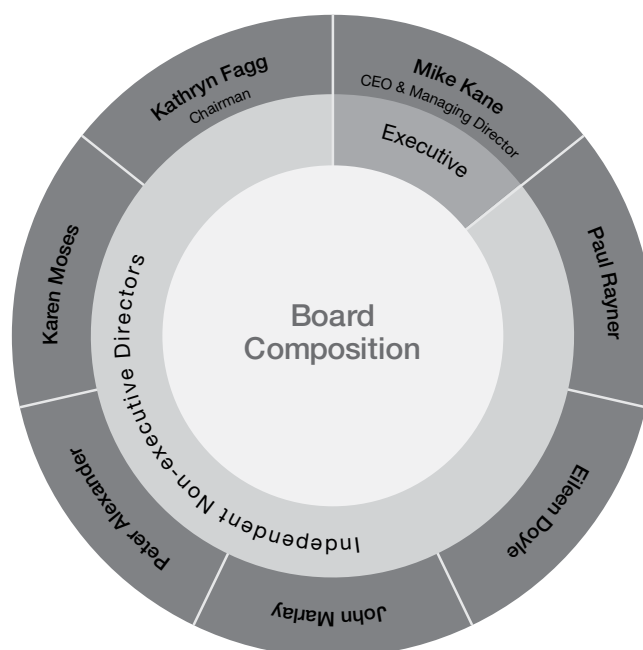 Kathryn Fagg
Chairman
Mike Kane
CEO & Managing Director
Executive
Paul Rayner
Eileen Doyle
John Marlay
Peter Alexander
Karen Moses
Independent Non-executive Directors
Board
Composition